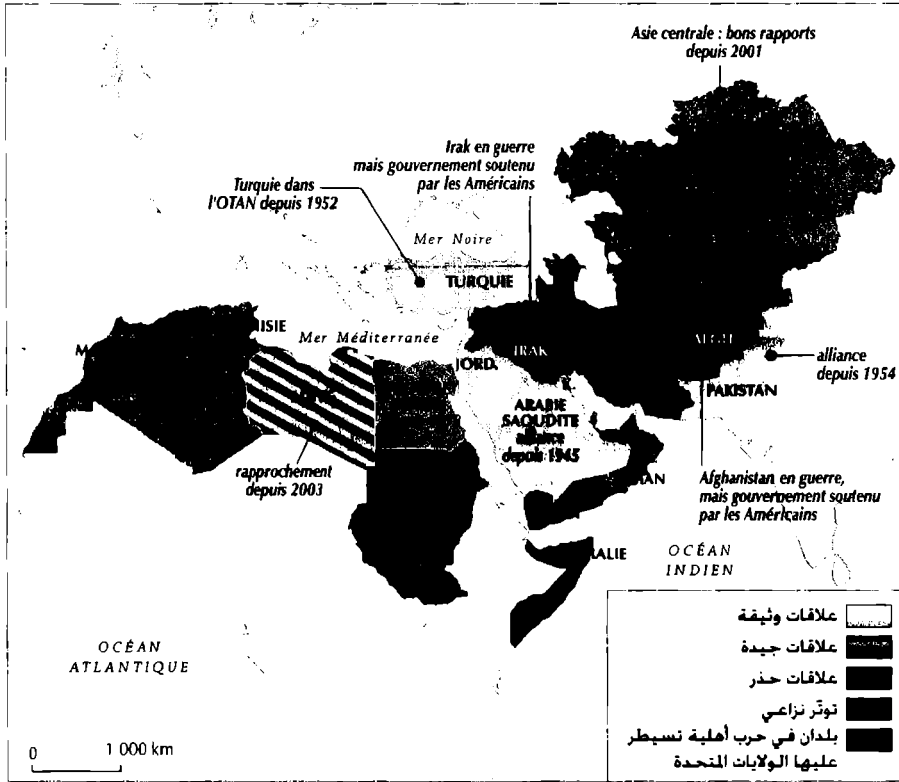 Asie centrale : bons rapports
depuis 2001
Irak en guerre
mais gouvernement soutenu
par les Américains
Turquie dans
l'OTAN depuis 1952
Mer Noire
TURQUIE
ISIE
Mer Méditerranée
M
JORD.
IRAK
AFGH
alliance
depuis 1954
K.
PAKISTAN
ARABIE
SAOUDITE
alliance
depuis 1945
rapprochement
depuis 2003
MAN
Afghanistan en guerre,
mais gouvernement soutenu
par les Américains
ALIE
OCÉAN
INDIEN
OCÉAN
ATLANTIQUE
علاقات وثيقة
علاقات جيدة
علاقات حذر
توتّر نزاعي
بلدان في حرب أهلية تسيطر
عليها الولايات المتحدة
0 1 000 km